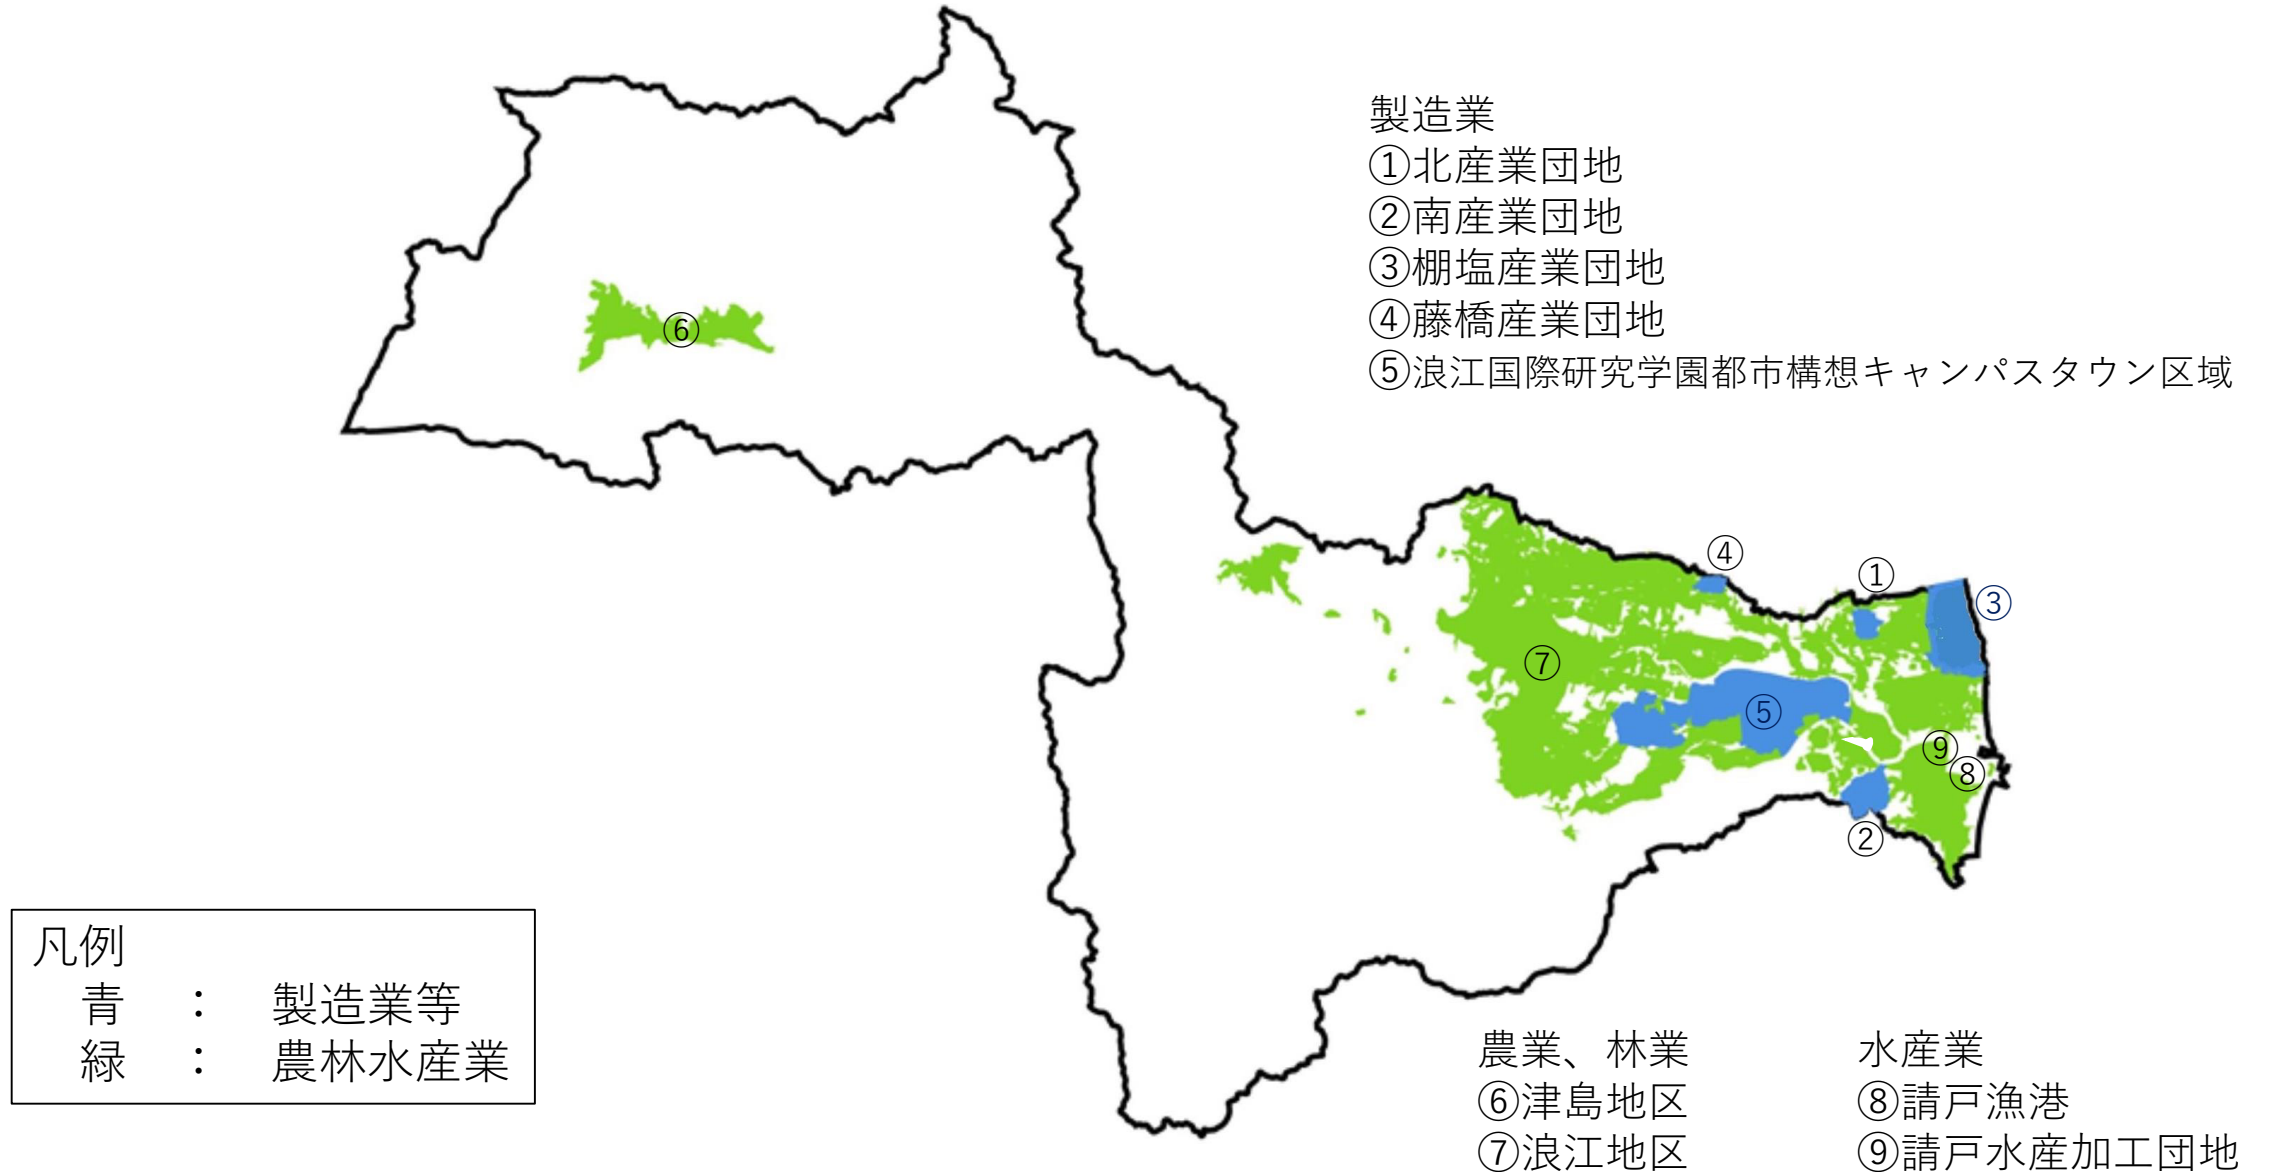 製造業
①北産業団地
②南産業団地
③棚塩産業団地
④藤橋産業団地
⑤浪江国際研究学園都市構想キャンパスタウン区域
⑥
④
①
③
⑦
⑤
⑨
⑧
②
凡例
青 : 製造業等
緑 : 農林水産業
農業、林業
⑥津島地区
⑦浪江地区
水産業
⑧請戸漁港
⑨請戸水産加工団地